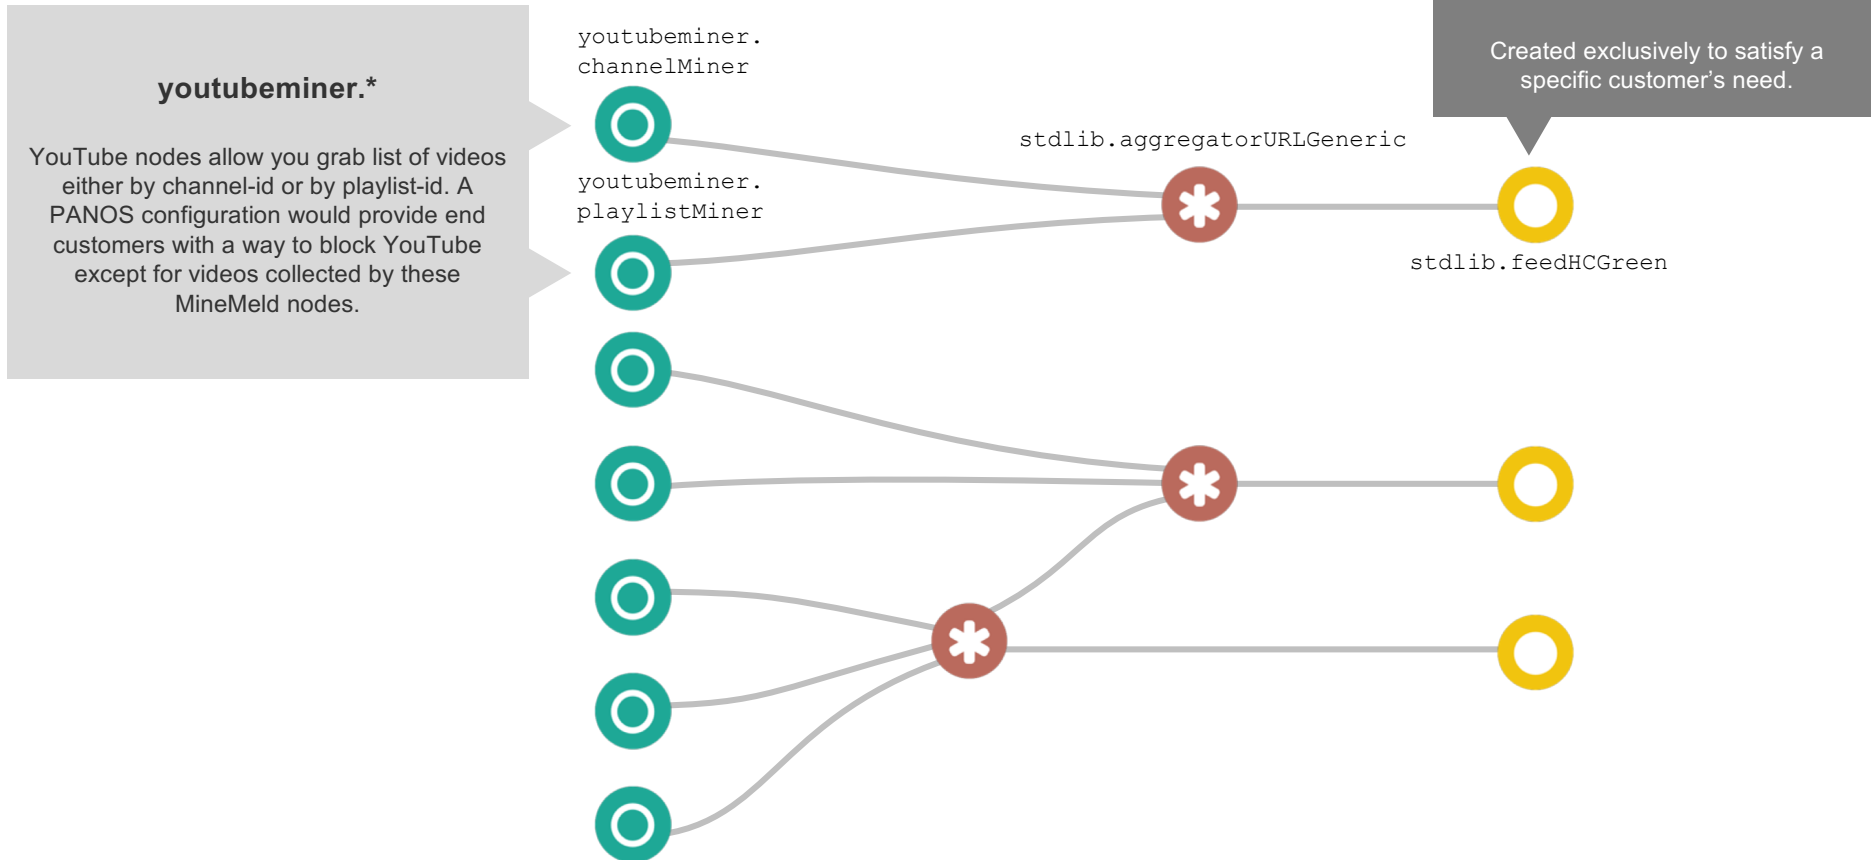 youtubeminer.*
YouTube nodes allow you grab list of videos
either by channel-id or by playlist-id. A
PANOS configuration would provide end
customers with a way to block YouTube
except for videos collected by these
MineMeld nodes.
youtubeminer.
channelMiner
youtubeminer.
playlistMiner
stdlib.aggregatorURLGeneric
Created exclusively to satisfy a
specific customer’s need.
stdlib.feedHCGreen